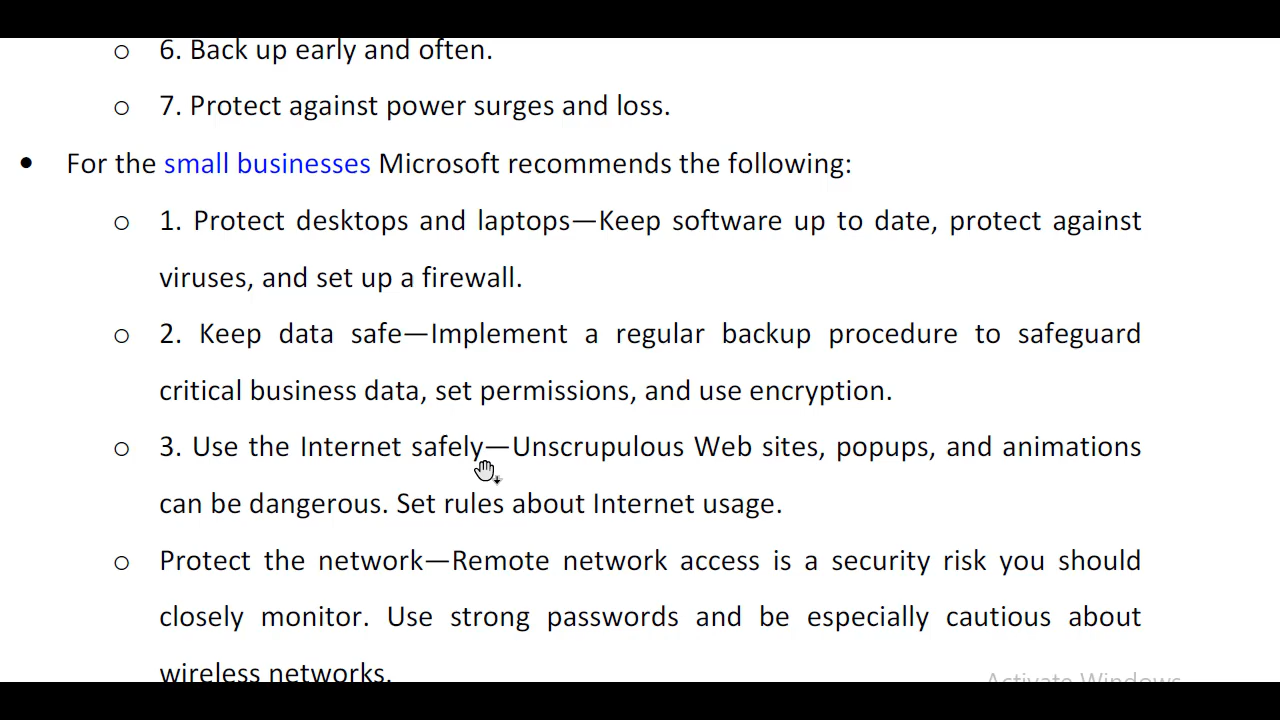 o 6. Back up early and often.
o 7. Protect against power surges and loss.
• For the small businesses Microsoft recommends the following:
o 1. Protect desktops and laptops—Keep software up to date, protect against
viruses, and set up a firewall.
o 2. Keep data safe—Implement a regular backup procedure to safeguard
critical business data, set permissions, and use encryption.
o 3. Use the Internet safely—Unscrupulous Web sites, popups, and animations
can be dangerous. Set rules about Internet usage.
o Protect the network—Remote network access is a security risk you should
closely monitor. Use strong passwords and be especially cautious about
wireless networks.
Activate Windows